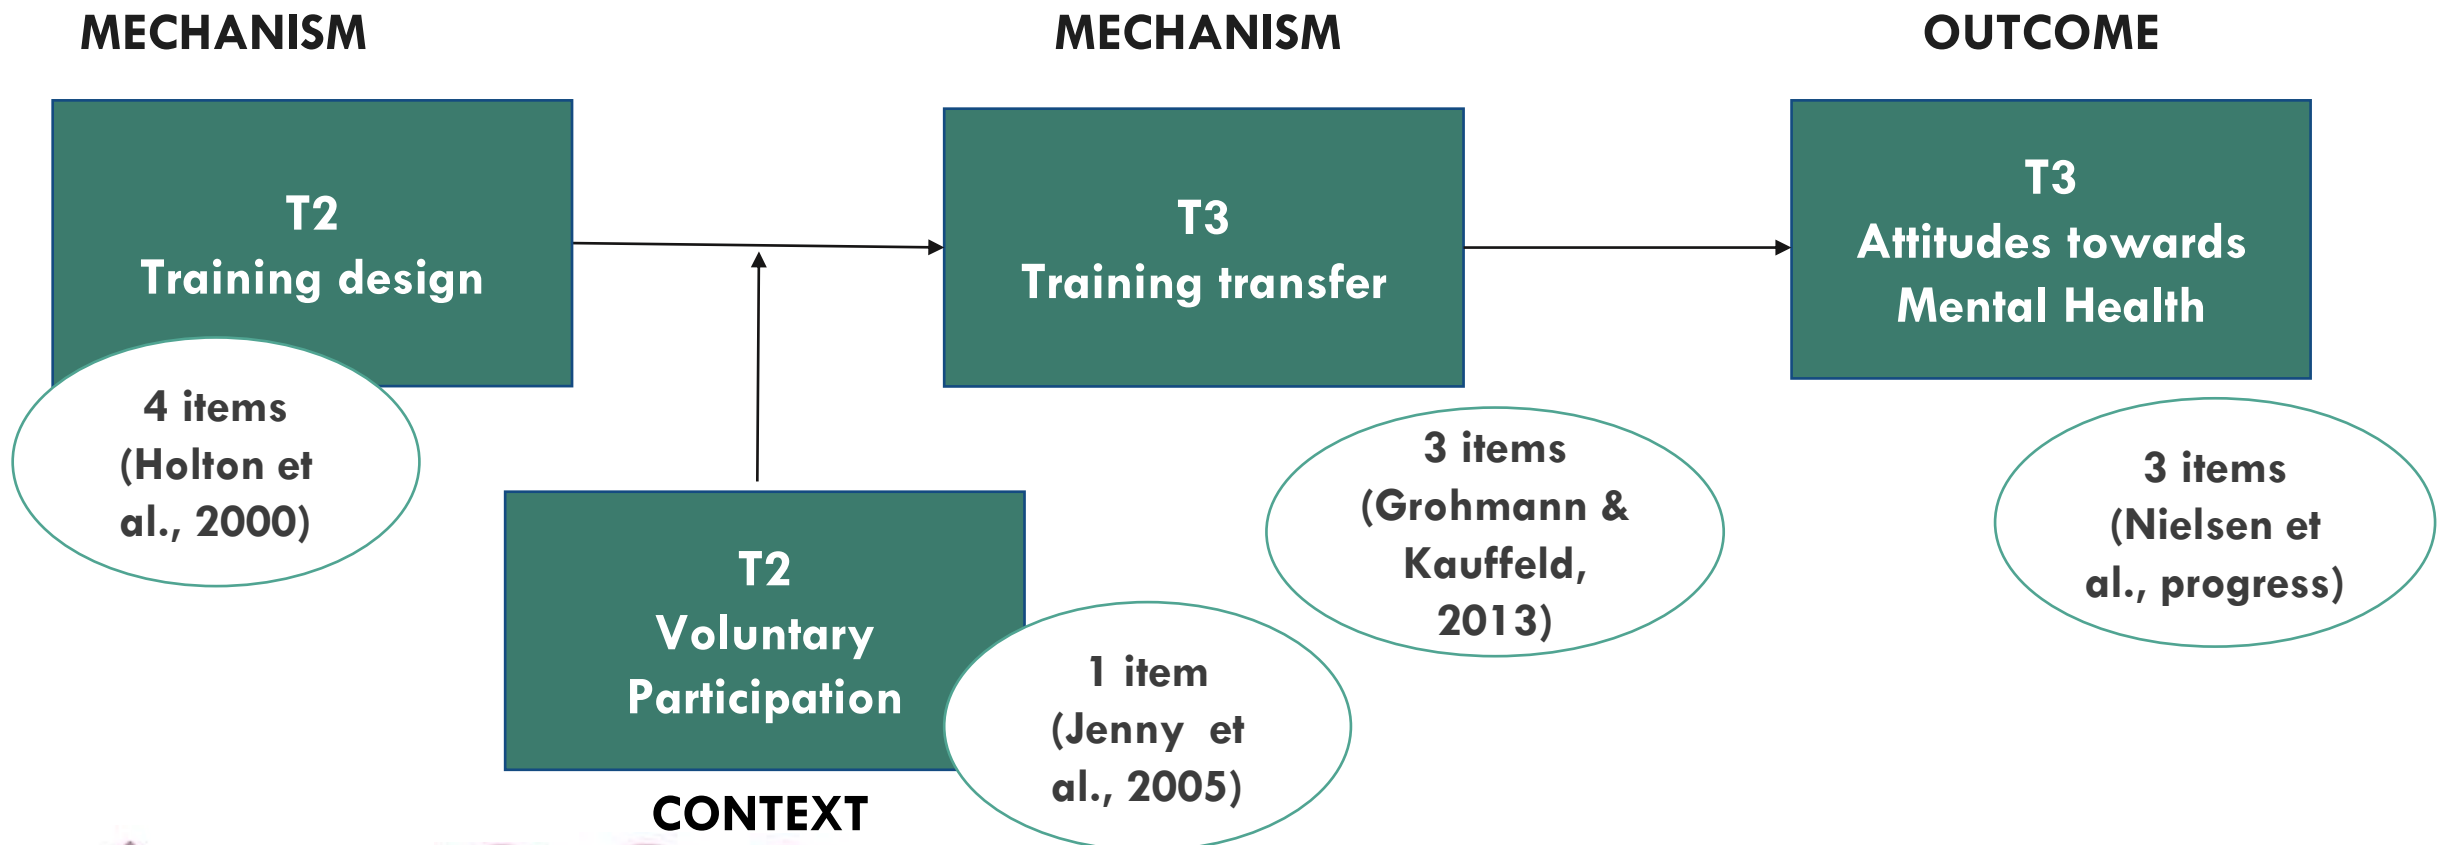 MECHANISM
MECHANISM
OUTCOME
T2
Training design
T3
Training transfer
T3
Attitudes towards
Mental Health
4 items
(Holton et
al., 2000)
3 items
(Grohmann &
Kauffeld,
2013)
3 items
(Nielsen et
al., progress)
T2
Voluntary
Participation
1 item
(Jenny et
al., 2005)
CONTEXT